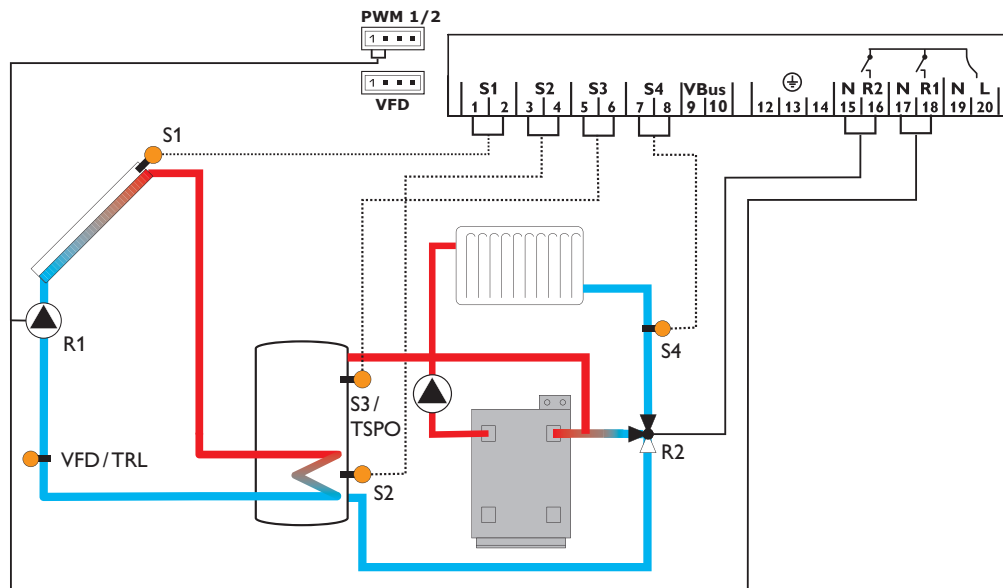 PWM 1/2
1
VFD
S1 S2 S3 S4 VBus N R2 N R1 N L
1 2 3 4 5 6 7 8 9 10 12 13 14 15 16 17 18 19 20
S1
R1
S4
S3 / TSPO
R2
VFD / TRL
S2